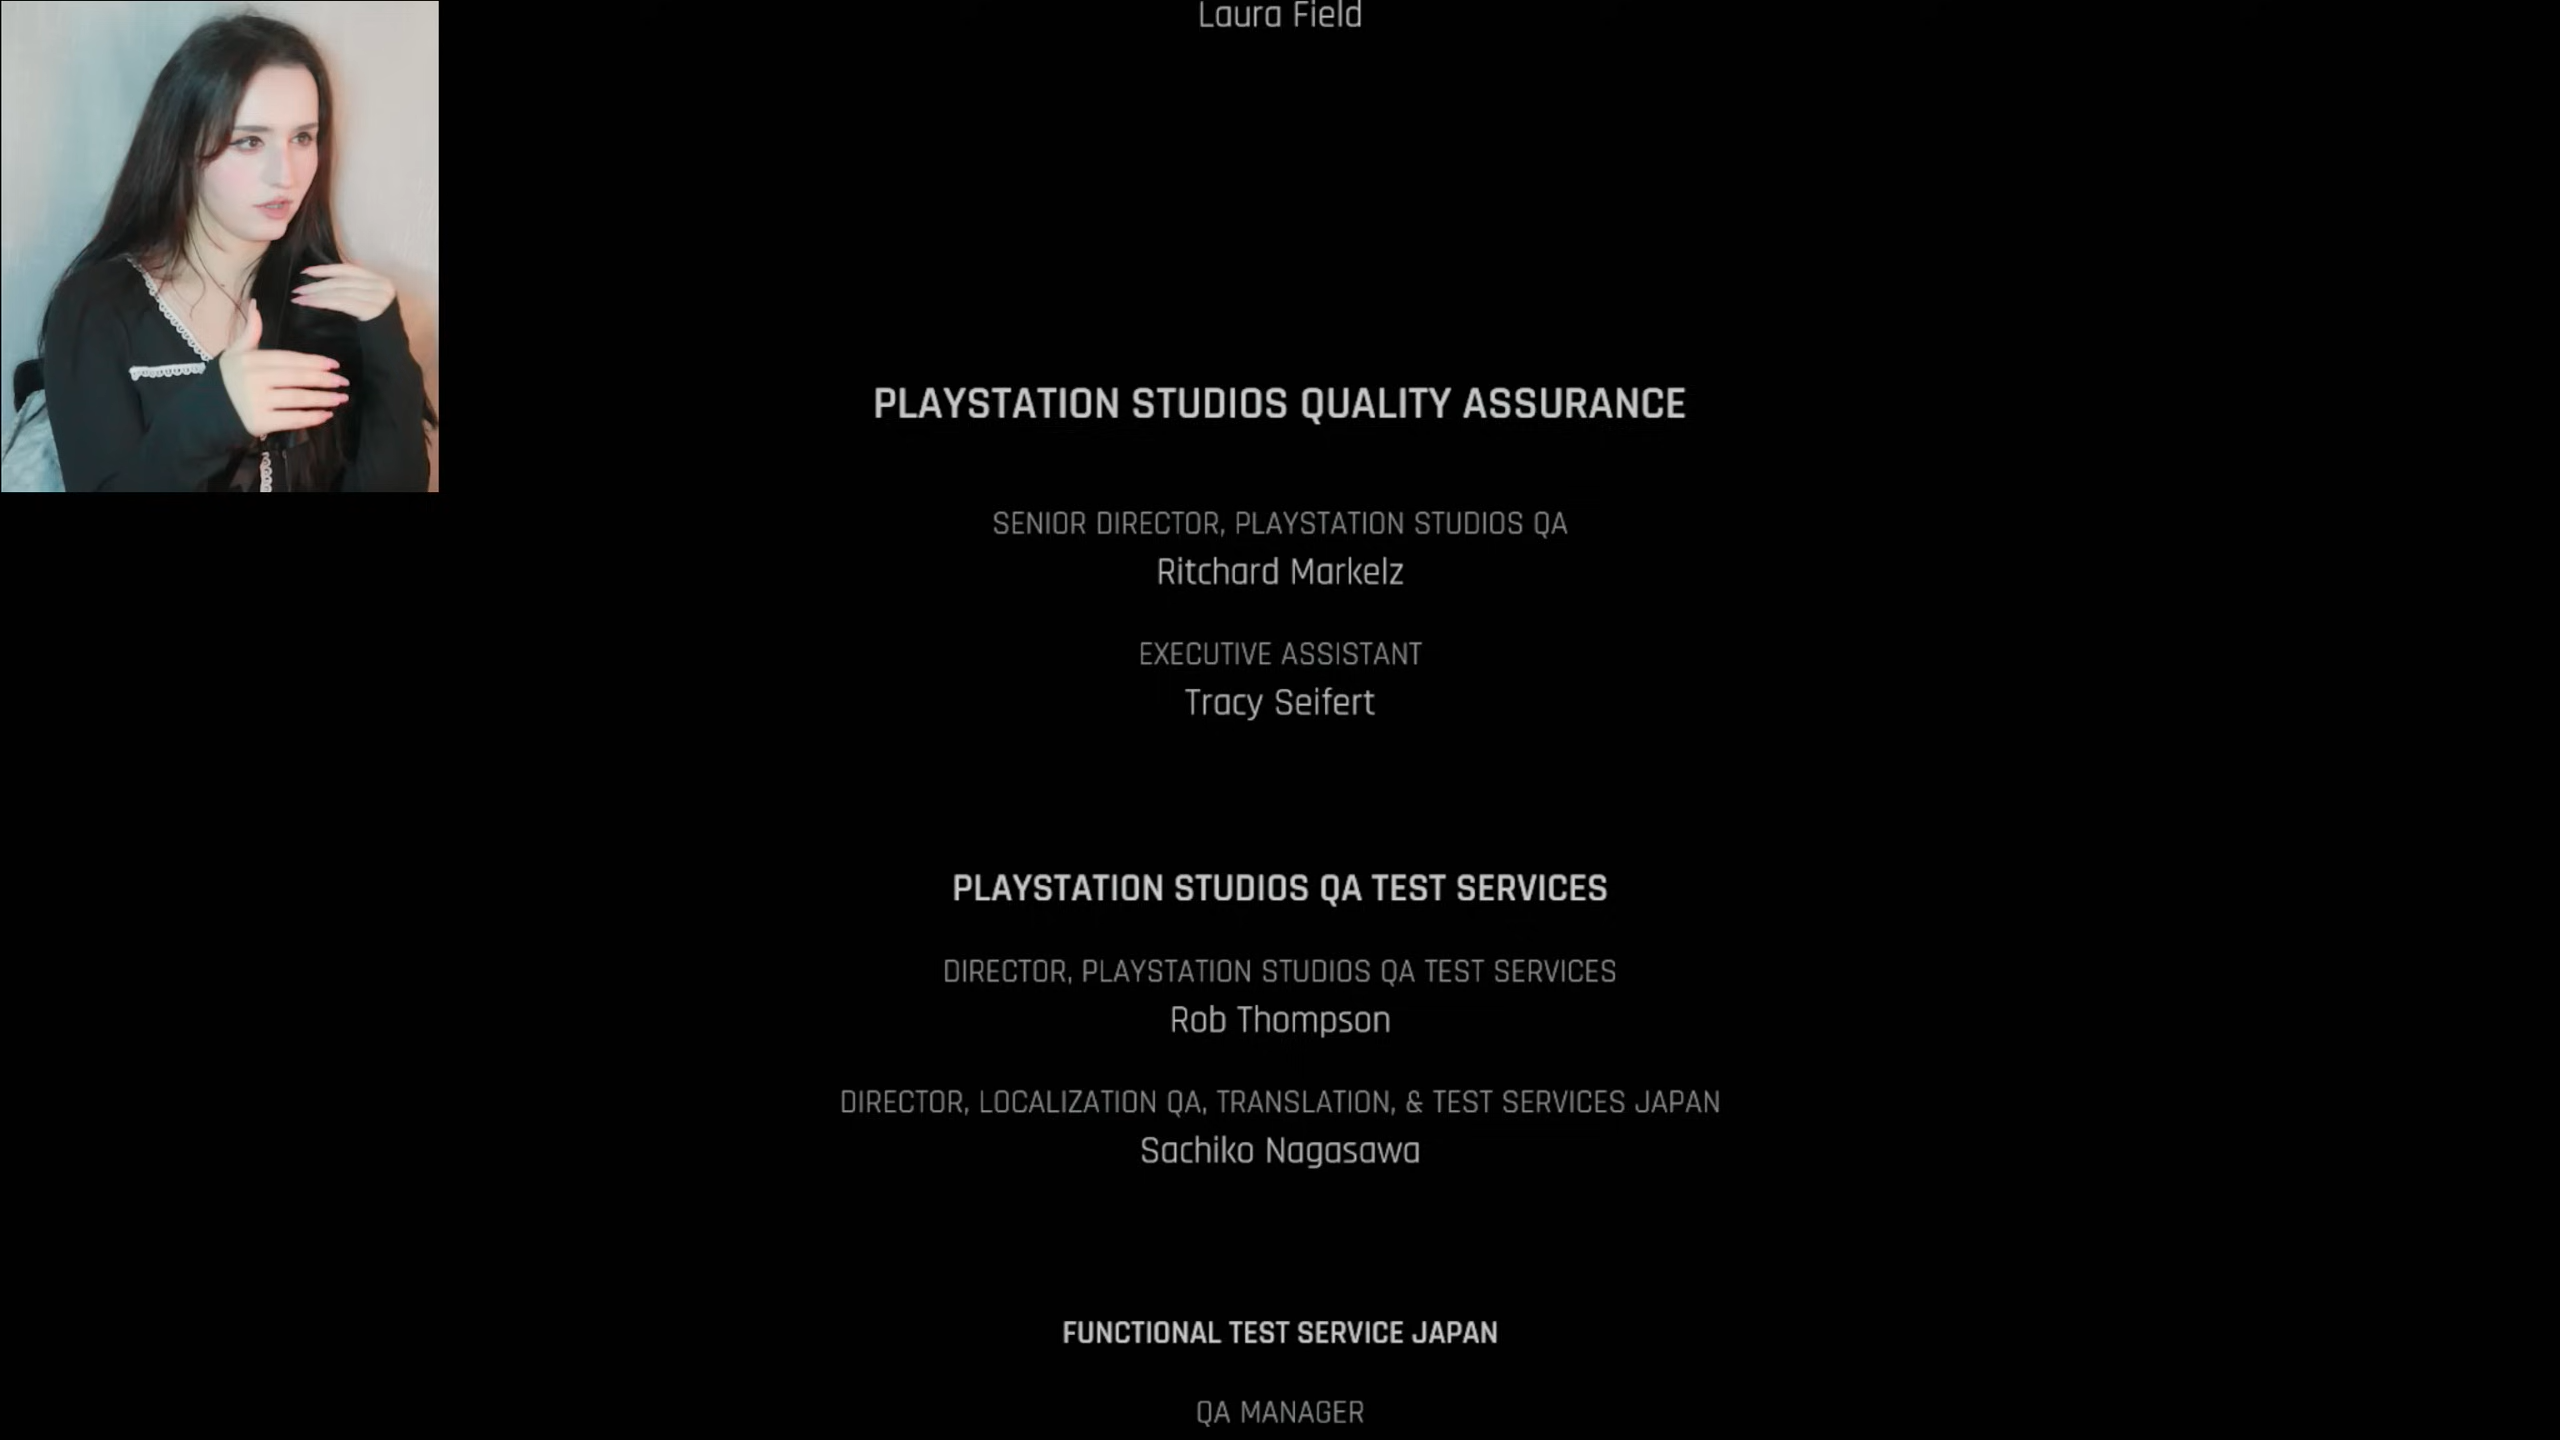 Laura Field
PLAYSTATION STUDIOS QUALITY ASSURANCE
SENIOR DIRECTOR, PLAYSTATION STUDIOS QA
Ritchard Markelz
EXECUTIVE ASSISTANT
Tracy Seifert
PLAYSTATION STUDIOS QA TEST SERVICES
DIRECTOR, PLAYSTATION STUDIOS QA TEST SERVICES
Rob Thompson
DIRECTOR, LOCALIZATION QA, TRANSLATION, & TEST SERVICES JAPAN
Sachiko Nagasawa
FUNCTIONAL TEST SERVICE JAPAN
QA MANAGER